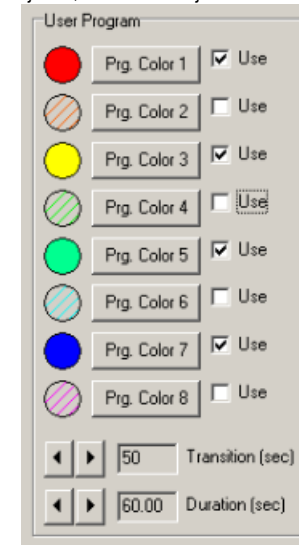 User Program
Prg. Color 1 Use
Prg. Color 2 Use
Prg. Color 3 Use
Prg. Color 4 Use
Prg. Color 5 Use
Prg. Color 6 Use
Prg. Color 7 Use
Prg. Color 8 Use
50 Transition (sec)
60.00 Duration (sec)